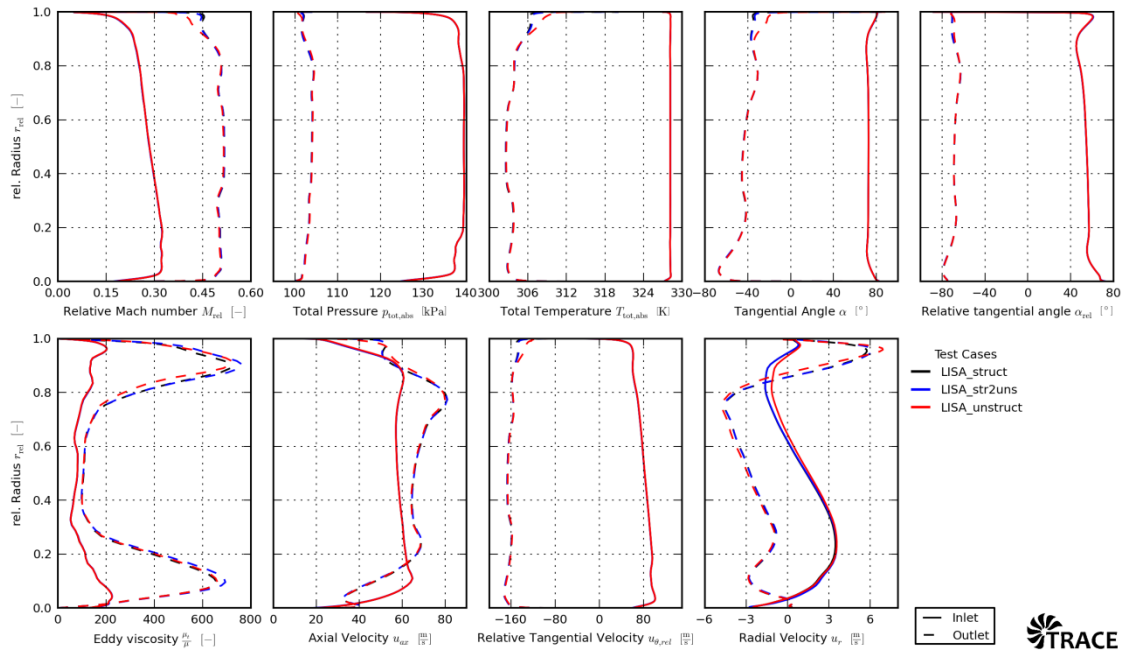 rel. Radius r_rel [−]
1.0
0.8
0.6
0.4
0.2
0.0
0.00 0.15 0.30 0.45 0.60
Relative Mach number M_rel [−]
100 110 120 130 140
Total Pressure p_tot,abs [kPa]
300 306 312 318 324 330
Total Temperature T_tot,abs [K]
−80 −40 0 40 80
Tangential Angle α [°]
−80 −40 0 40 80
Relative tangential angle α_rel [°]
rel. Radius r_rel [−]
1.0
0.8
0.6
0.4
0.2
0.0
0 200 400 600 800
Eddy viscosity μ_t/μ [−]
0 20 40 60 80
Axial Velocity u_ax [m/s]
−160 −80 0 80
Relative Tangential Velocity u_θ,rel [m/s]
−6 −3 0 3 6
Radial Velocity u_r [m/s]
Test Cases
LISA_struct
LISA_str2uns
LISA_unstruct
Inlet
Outlet
TRACE